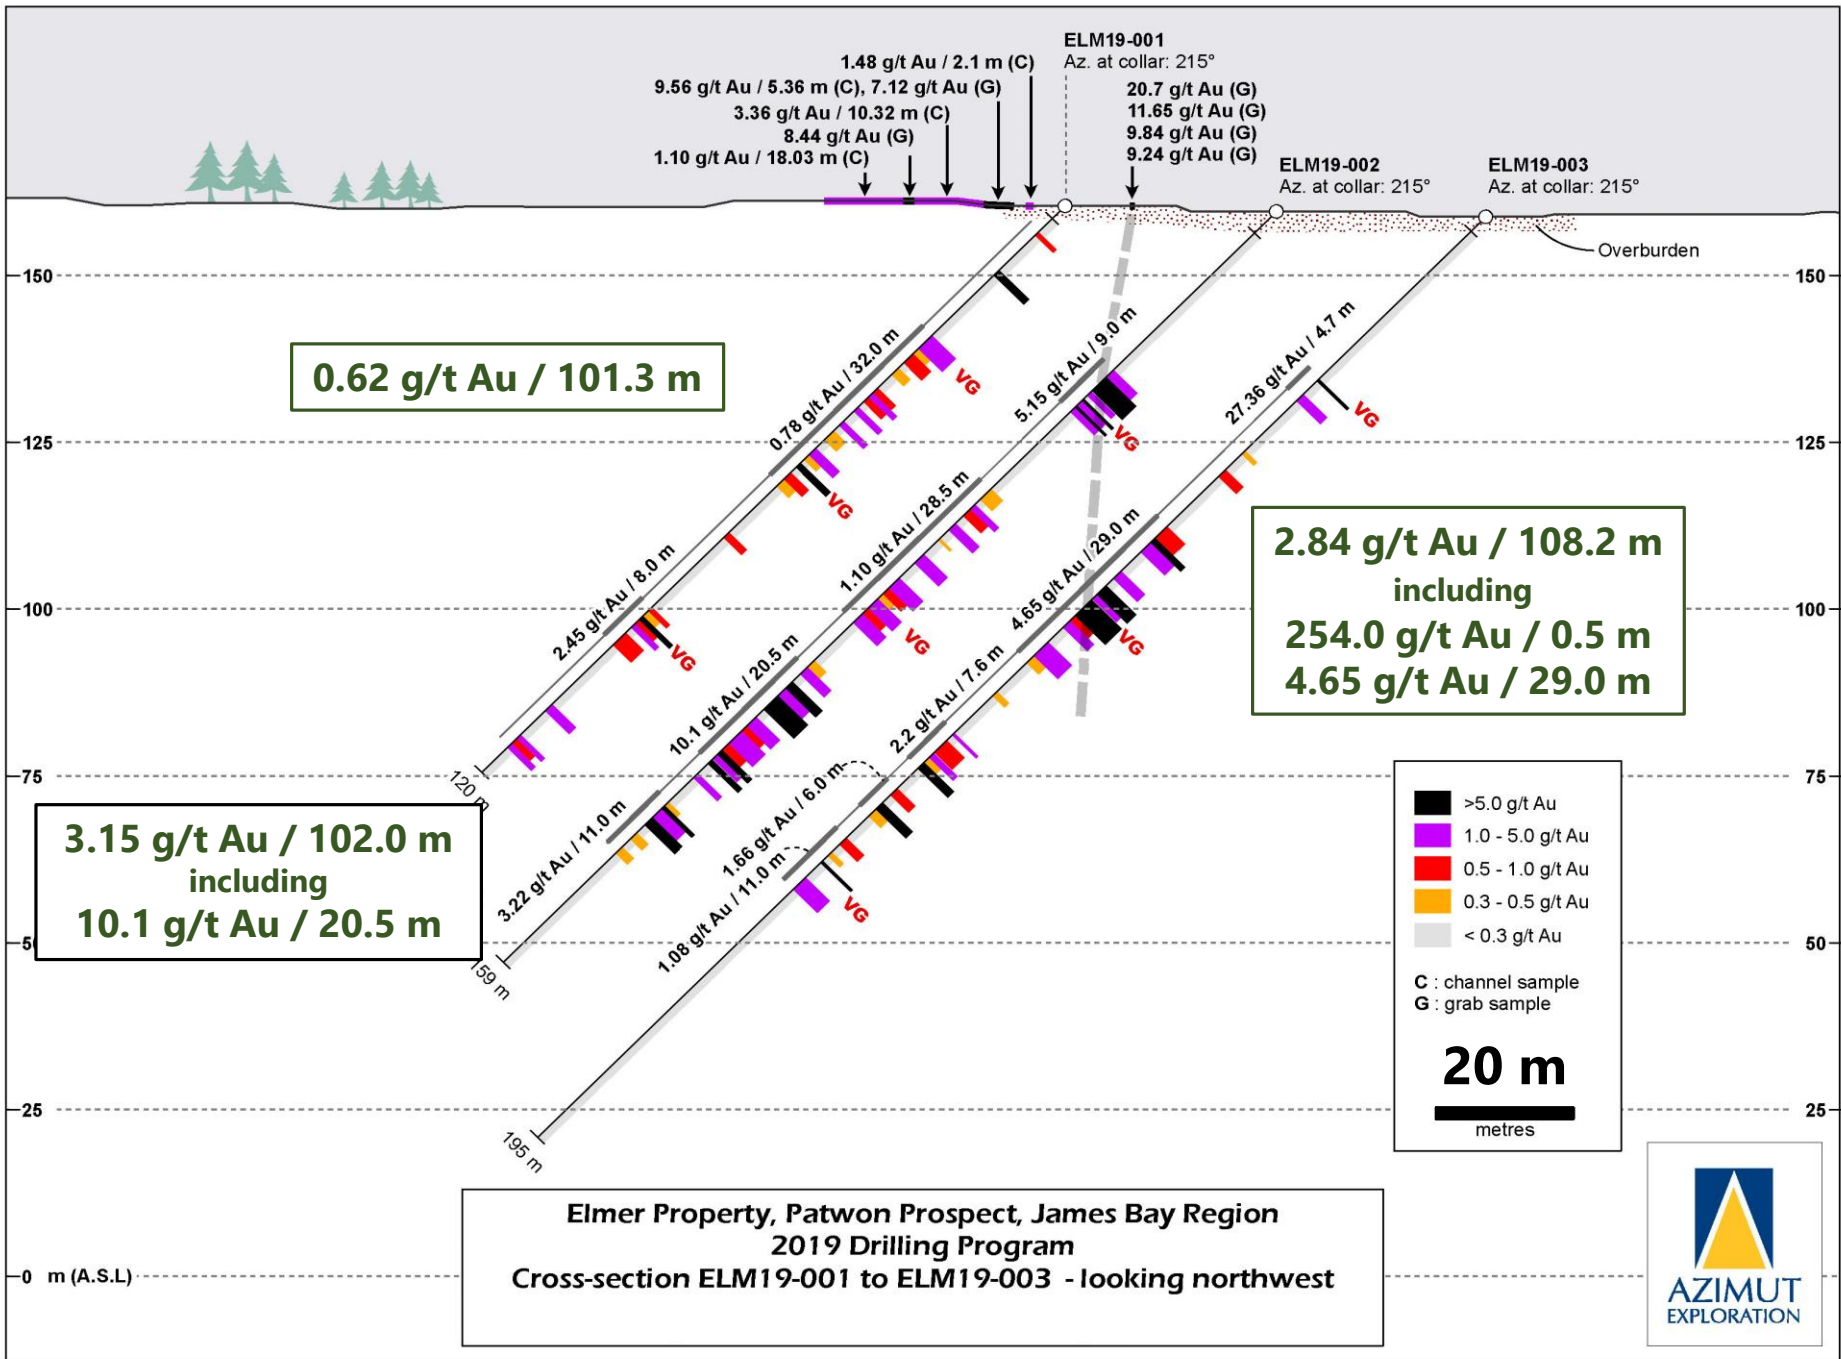 ELM19-001
Az. at collar: 215°
1.48 g/t Au / 2.1 m (C)
9.56 g/t Au / 5.36 m (C), 7.12 g/t Au (G)
3.36 g/t Au / 10.32 m (C)
8.44 g/t Au (G)
1.10 g/t Au / 18.03 m (C)
20.7 g/t Au (G)
11.65 g/t Au (G)
9.84 g/t Au (G)
9.24 g/t Au (G)
ELM19-002
Az. at collar: 215°
ELM19-003
Az. at collar: 215°
Overburden
150
150
0.62 g/t Au / 101.3 m
0.78 g/t Au / 32.0 m
VG
5.15 g/t Au / 9.0 m
VG
27.36 g/t Au / 4.7 m
VG
125
125
VG
2.45 g/t Au / 8.0 m
VG
1.10 g/t Au / 28.5 m
VG
4.65 g/t Au / 29.0 m
VG
2.84 g/t Au / 108.2 m
including
254.0 g/t Au / 0.5 m
4.65 g/t Au / 29.0 m
100
100
10.1 g/t Au / 20.5 m
2.2 g/t Au / 7.6 m
75
75
120 m
3.15 g/t Au / 102.0 m
including
10.1 g/t Au / 20.5 m
3.22 g/t Au / 11.0 m
1.66 g/t Au / 6.0 m
1.08 g/t Au / 11.0 m
VG
>5.0 g/t Au
1.0 - 5.0 g/t Au
0.5 - 1.0 g/t Au
0.3 - 0.5 g/t Au
< 0.3 g/t Au
C : channel sample
G : grab sample
20 m
metres
50
50
59 m
25
25
195 m
0 m (A.S.L)
Elmer Property, Patwon Prospect, James Bay Region
2019 Drilling Program
Cross-section ELM19-001 to ELM19-003 - looking northwest
AZIMUT
EXPLORATION